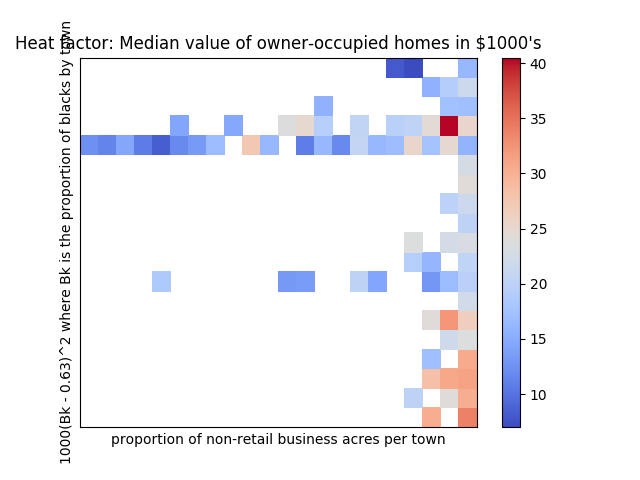 Heat factor: Median value of owner-occupied homes in $1000's
1000(Bk - 0.63)^2 where Bk is the proportion of blacks by town
40
35
30
25
20
15
10
proportion of non-retail business acres per town